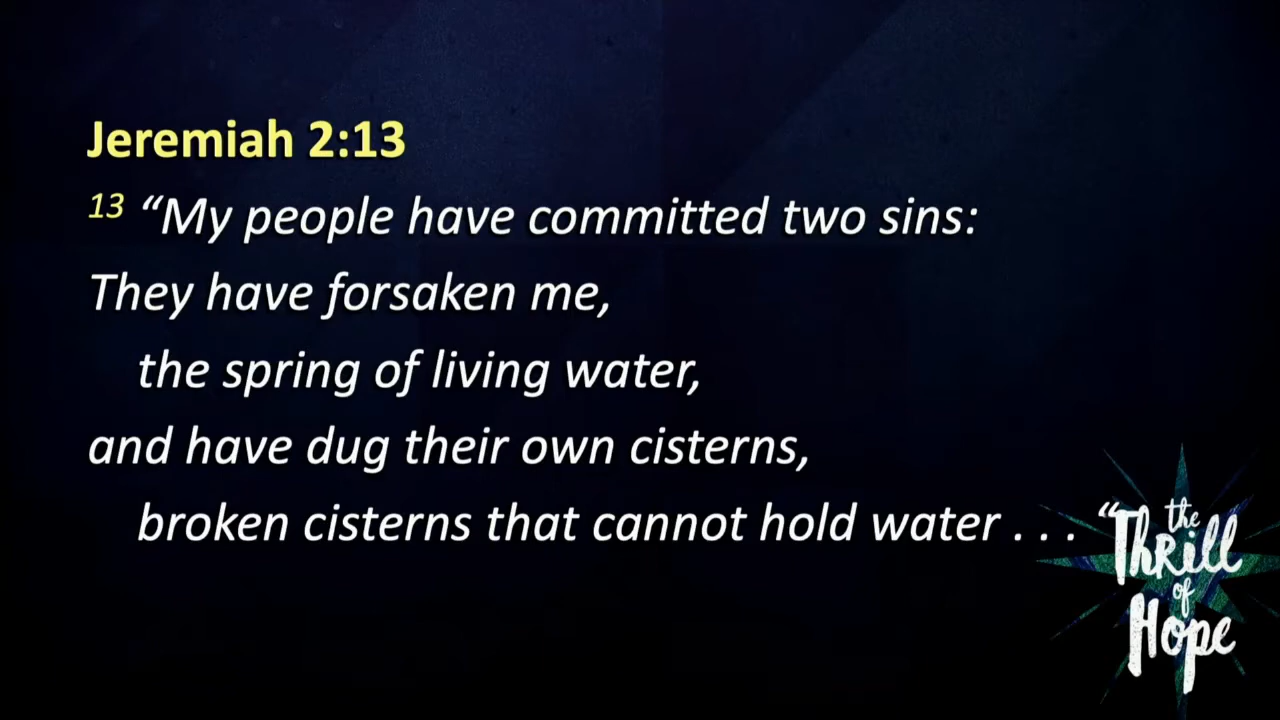 Jeremiah 2:13
13 “My people have committed two sins:
They have forsaken me,
the spring of living water,
and have dug their own cisterns,
broken cisterns that cannot hold water . . . “
the
Thrill
of
Hope